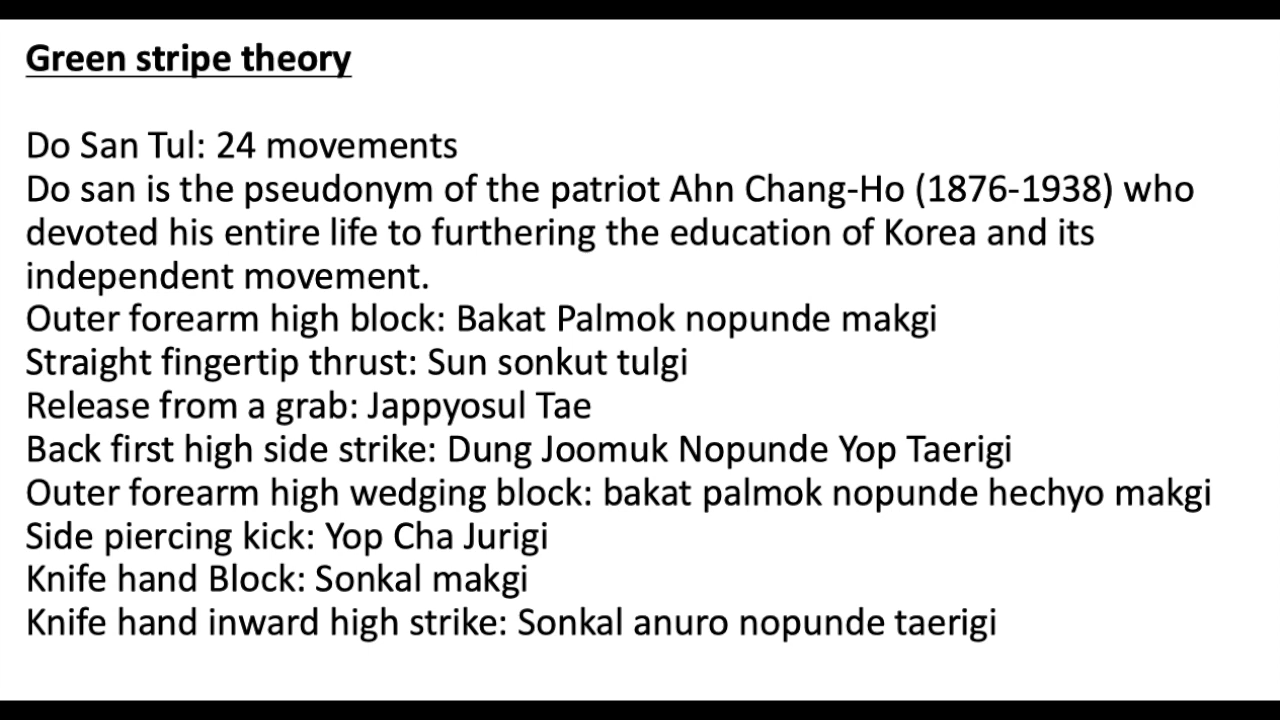 Green stripe theory
Do San Tul: 24 movements
Do san is the pseudonym of the patriot Ahn Chang-Ho (1876-1938) who
devoted his entire life to furthering the education of Korea and its
independent movement.
Outer forearm high block: Bakat Palmok nopunde makgi
Straight fingertip thrust: Sun sonkut tulgi
Release from a grab: Jappyosul Tae
Back first high side strike: Dung Joomuk Nopunde Yop Taerigi
Outer forearm high wedging block: bakat palmok nopunde hechyo makgi
Side piercing kick: Yop Cha Jurigi
Knife hand Block: Sonkal makgi
Knife hand inward high strike: Sonkal anuro nopunde taerigi